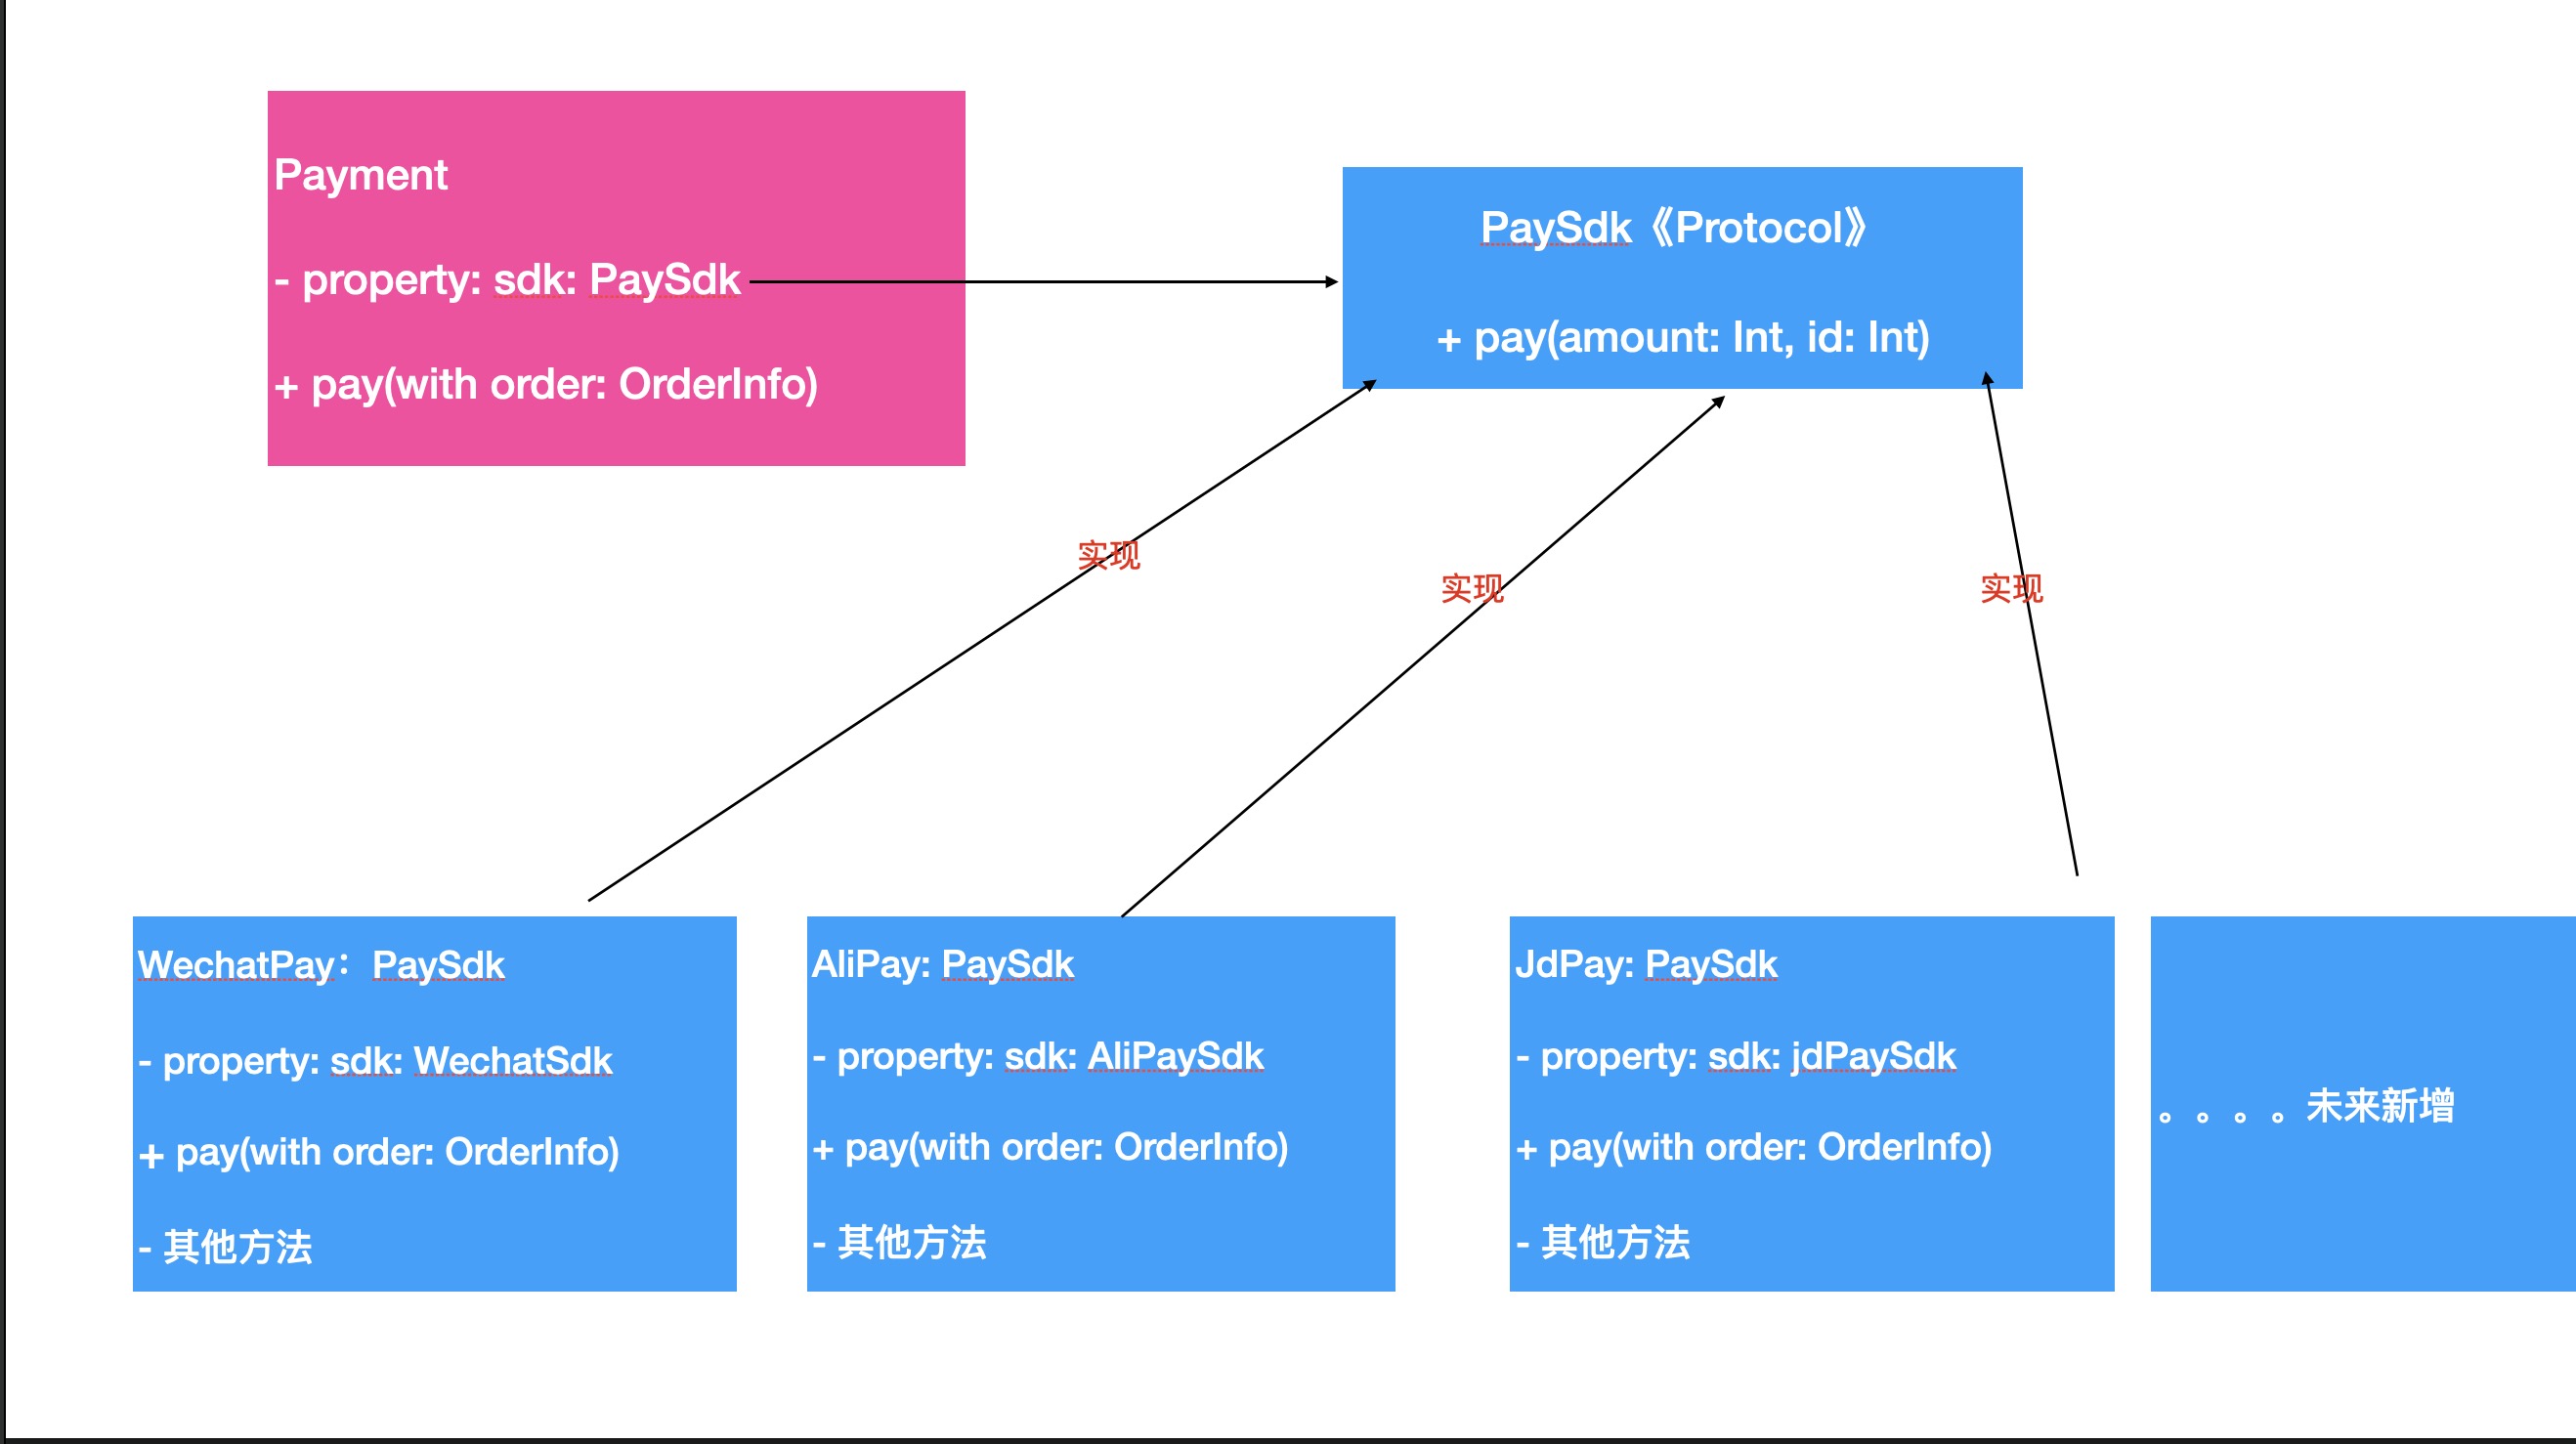 Payment
- property: sdk: PaySdk
+ pay(with order: OrderInfo)
PaySdk《Protocol》
+ pay(amount: Int, id: Int)
实现
实现
实现
WechatPay：PaySdk
- property: sdk: WechatSdk
+ pay(with order: OrderInfo)
- 其他方法
AliPay: PaySdk
- property: sdk: AliPaySdk
+ pay(with order: OrderInfo)
- 其他方法
JdPay: PaySdk
- property: sdk: jdPaySdk
+ pay(with order: OrderInfo)
- 其他方法
。。。。未来新增